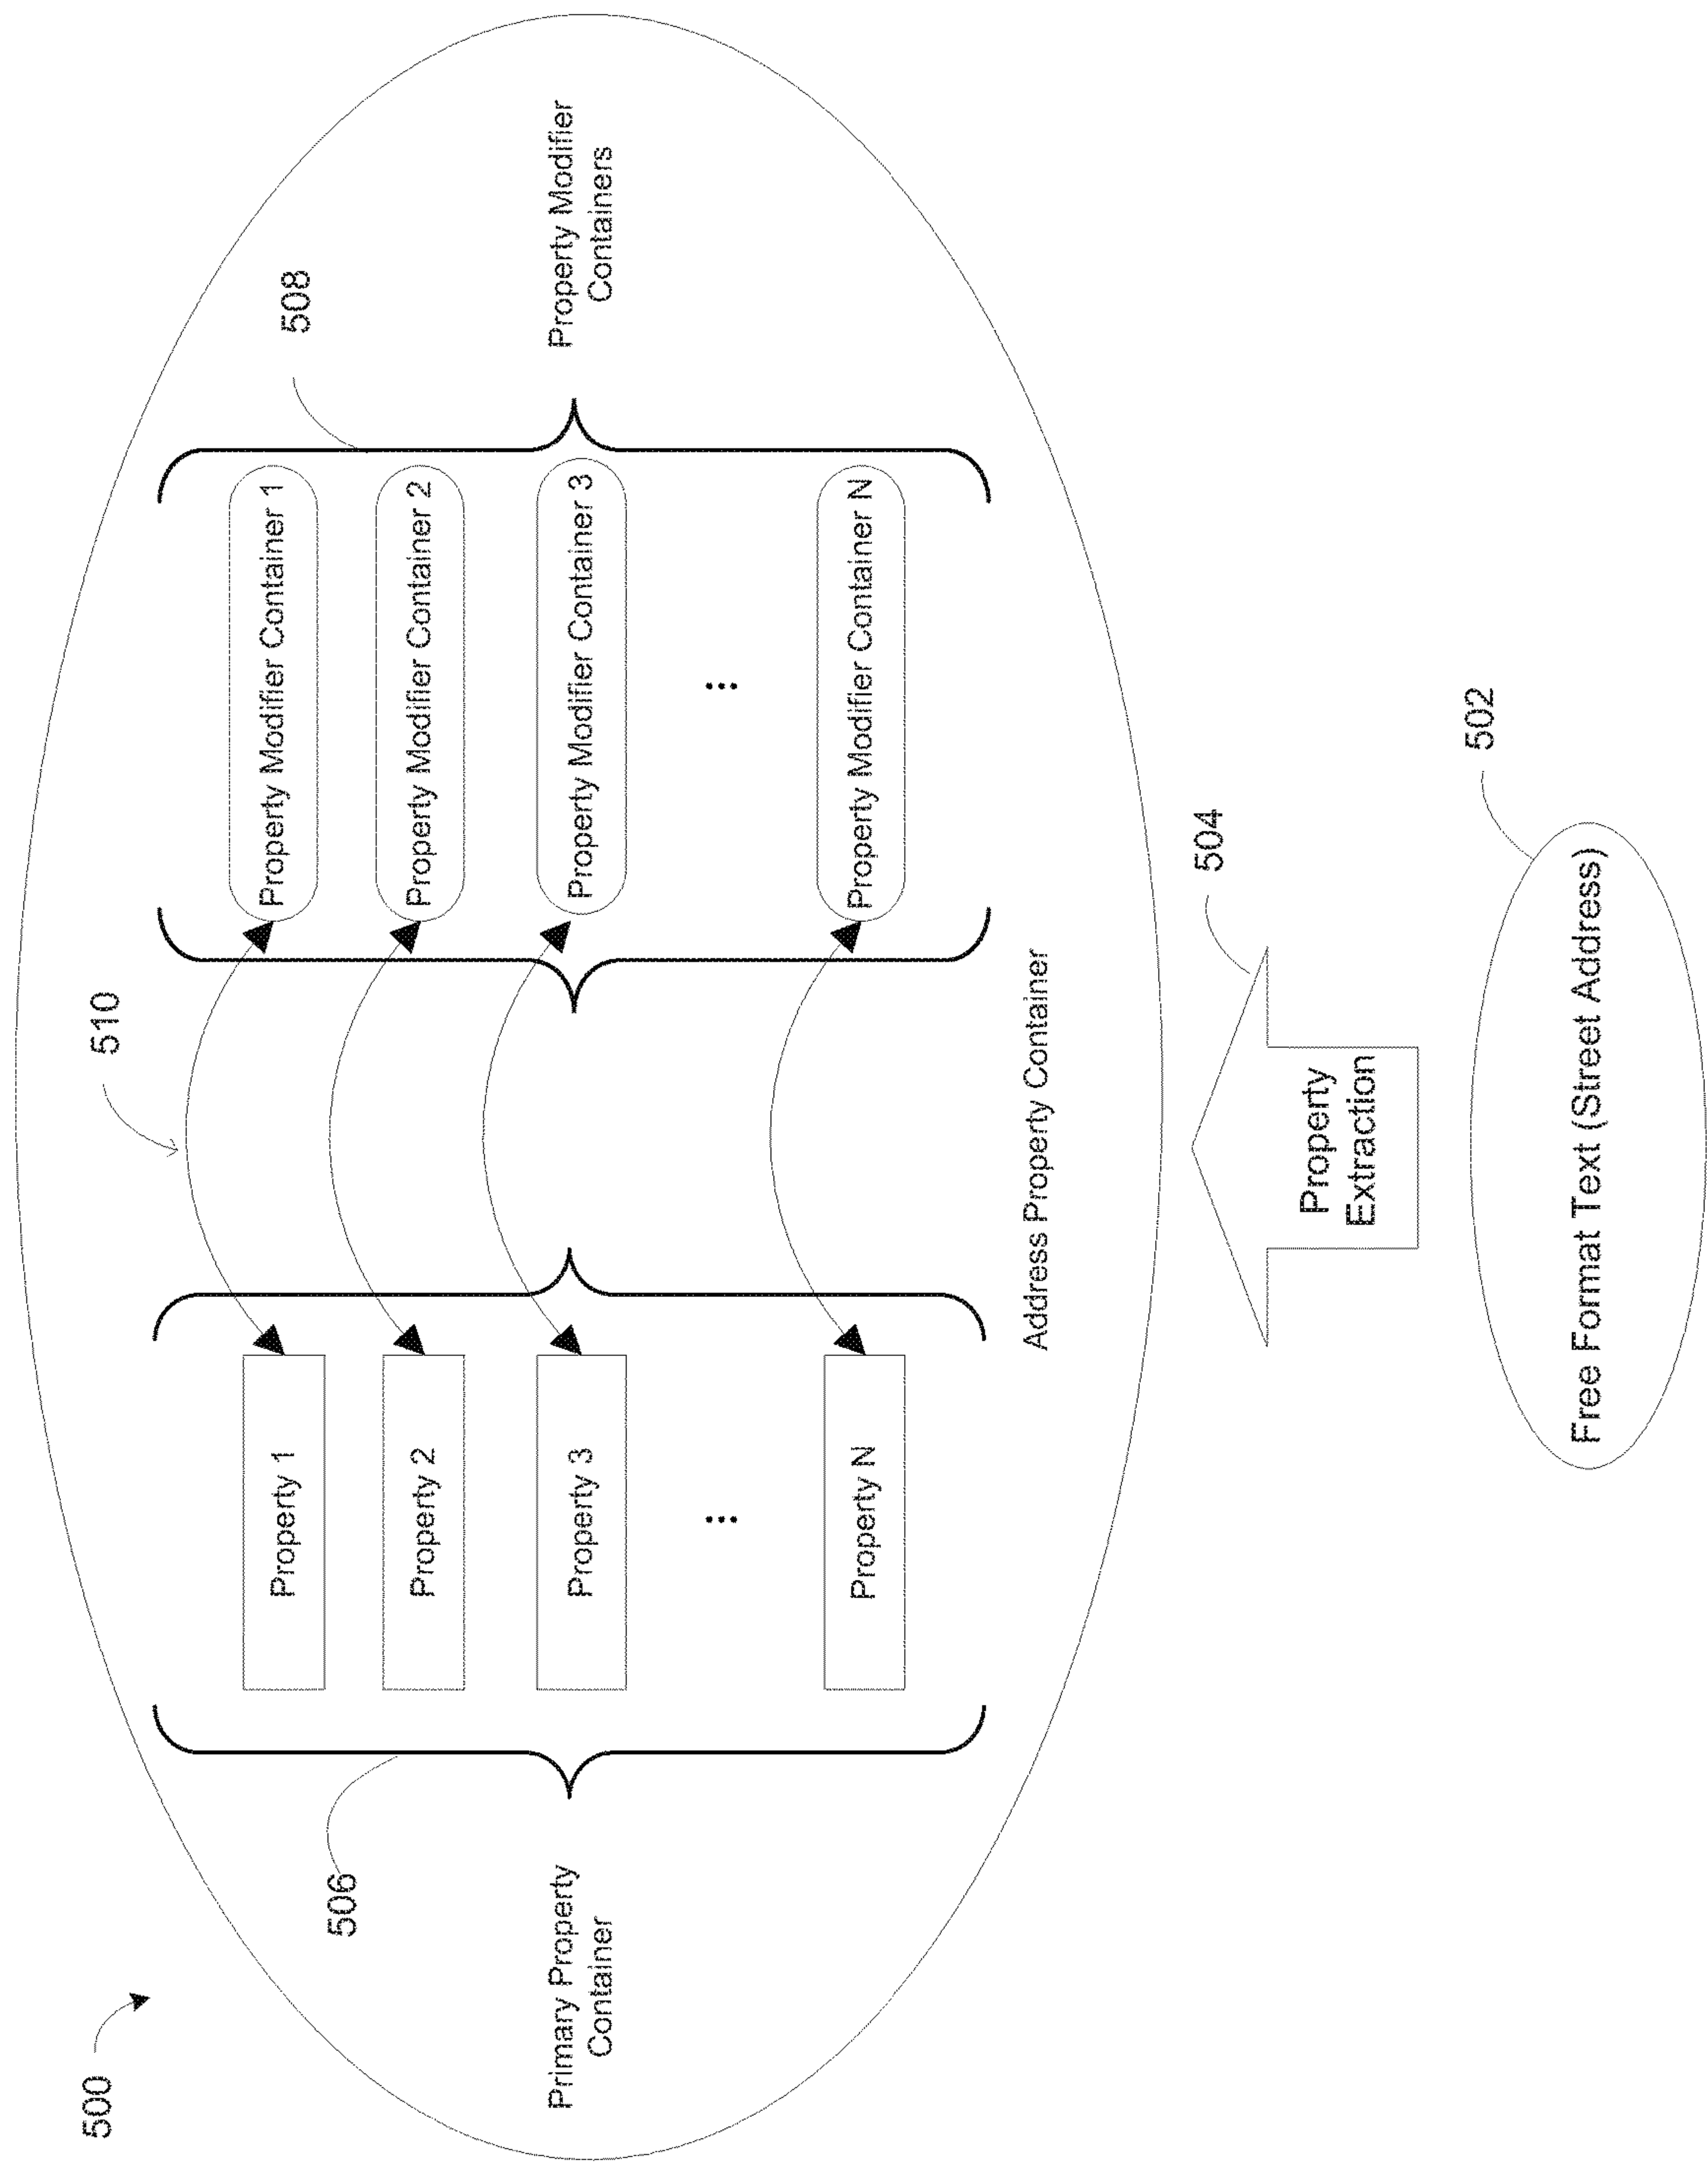 500
510
508
506
Primary Property
Container
Property 1
Property 2
Property 3
...
Property N
Property Modifier Container 1
Property Modifier Container 2
Property Modifier Container 3
...
Property Modifier Container N
Property Modifier
Containers
Address Property Container
504
Property
Extraction
502
Free Format Text (Street Address)